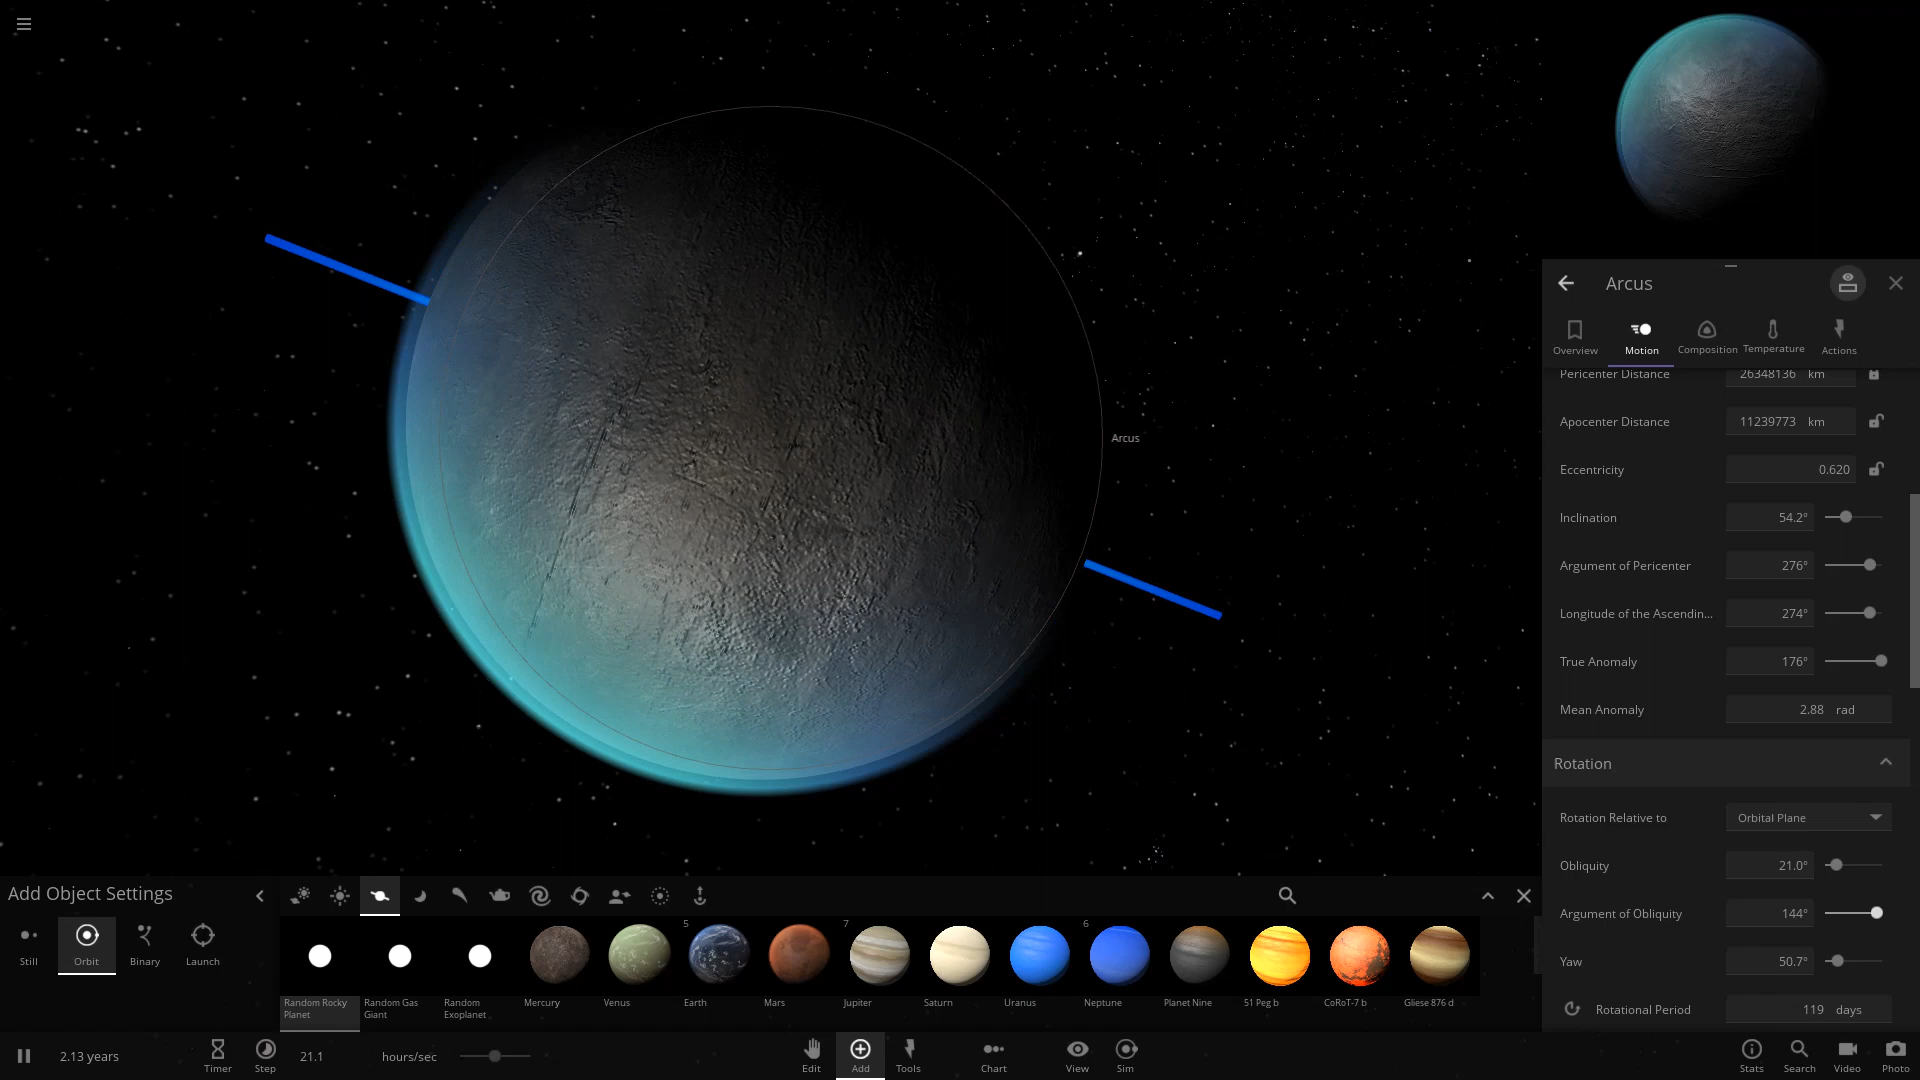 Arcus
Arcus
Overview Motion Composition Temperature Actions
Pericenter Distance 26348136 km
Apocenter Distance 11239773 km
Eccentricity 0.620
Inclination 54.2°
Argument of Pericenter 276°
Longitude of the Ascendin... 274°
True Anomaly 176°
Mean Anomaly 2.88 rad
Rotation
Rotation Relative to Orbital Plane
Obliquity 21.0°
Argument of Obliquity 144°
Yaw 50.7°
Rotational Period 119 days
Add Object Settings
Still Orbit Binary Launch
5 7 6
Random Rocky Planet
Random Gas Giant
Random Exoplanet
Mercury
Venus
Earth
Mars
Jupiter
Saturn
Uranus
Neptune
Planet Nine
51 Peg b
CoRoT-7 b
Gliese 876 d
2.13 years Timer Step 21.1 hours/sec Edit Add Tools Chart View Sim Stats Search Video Photo